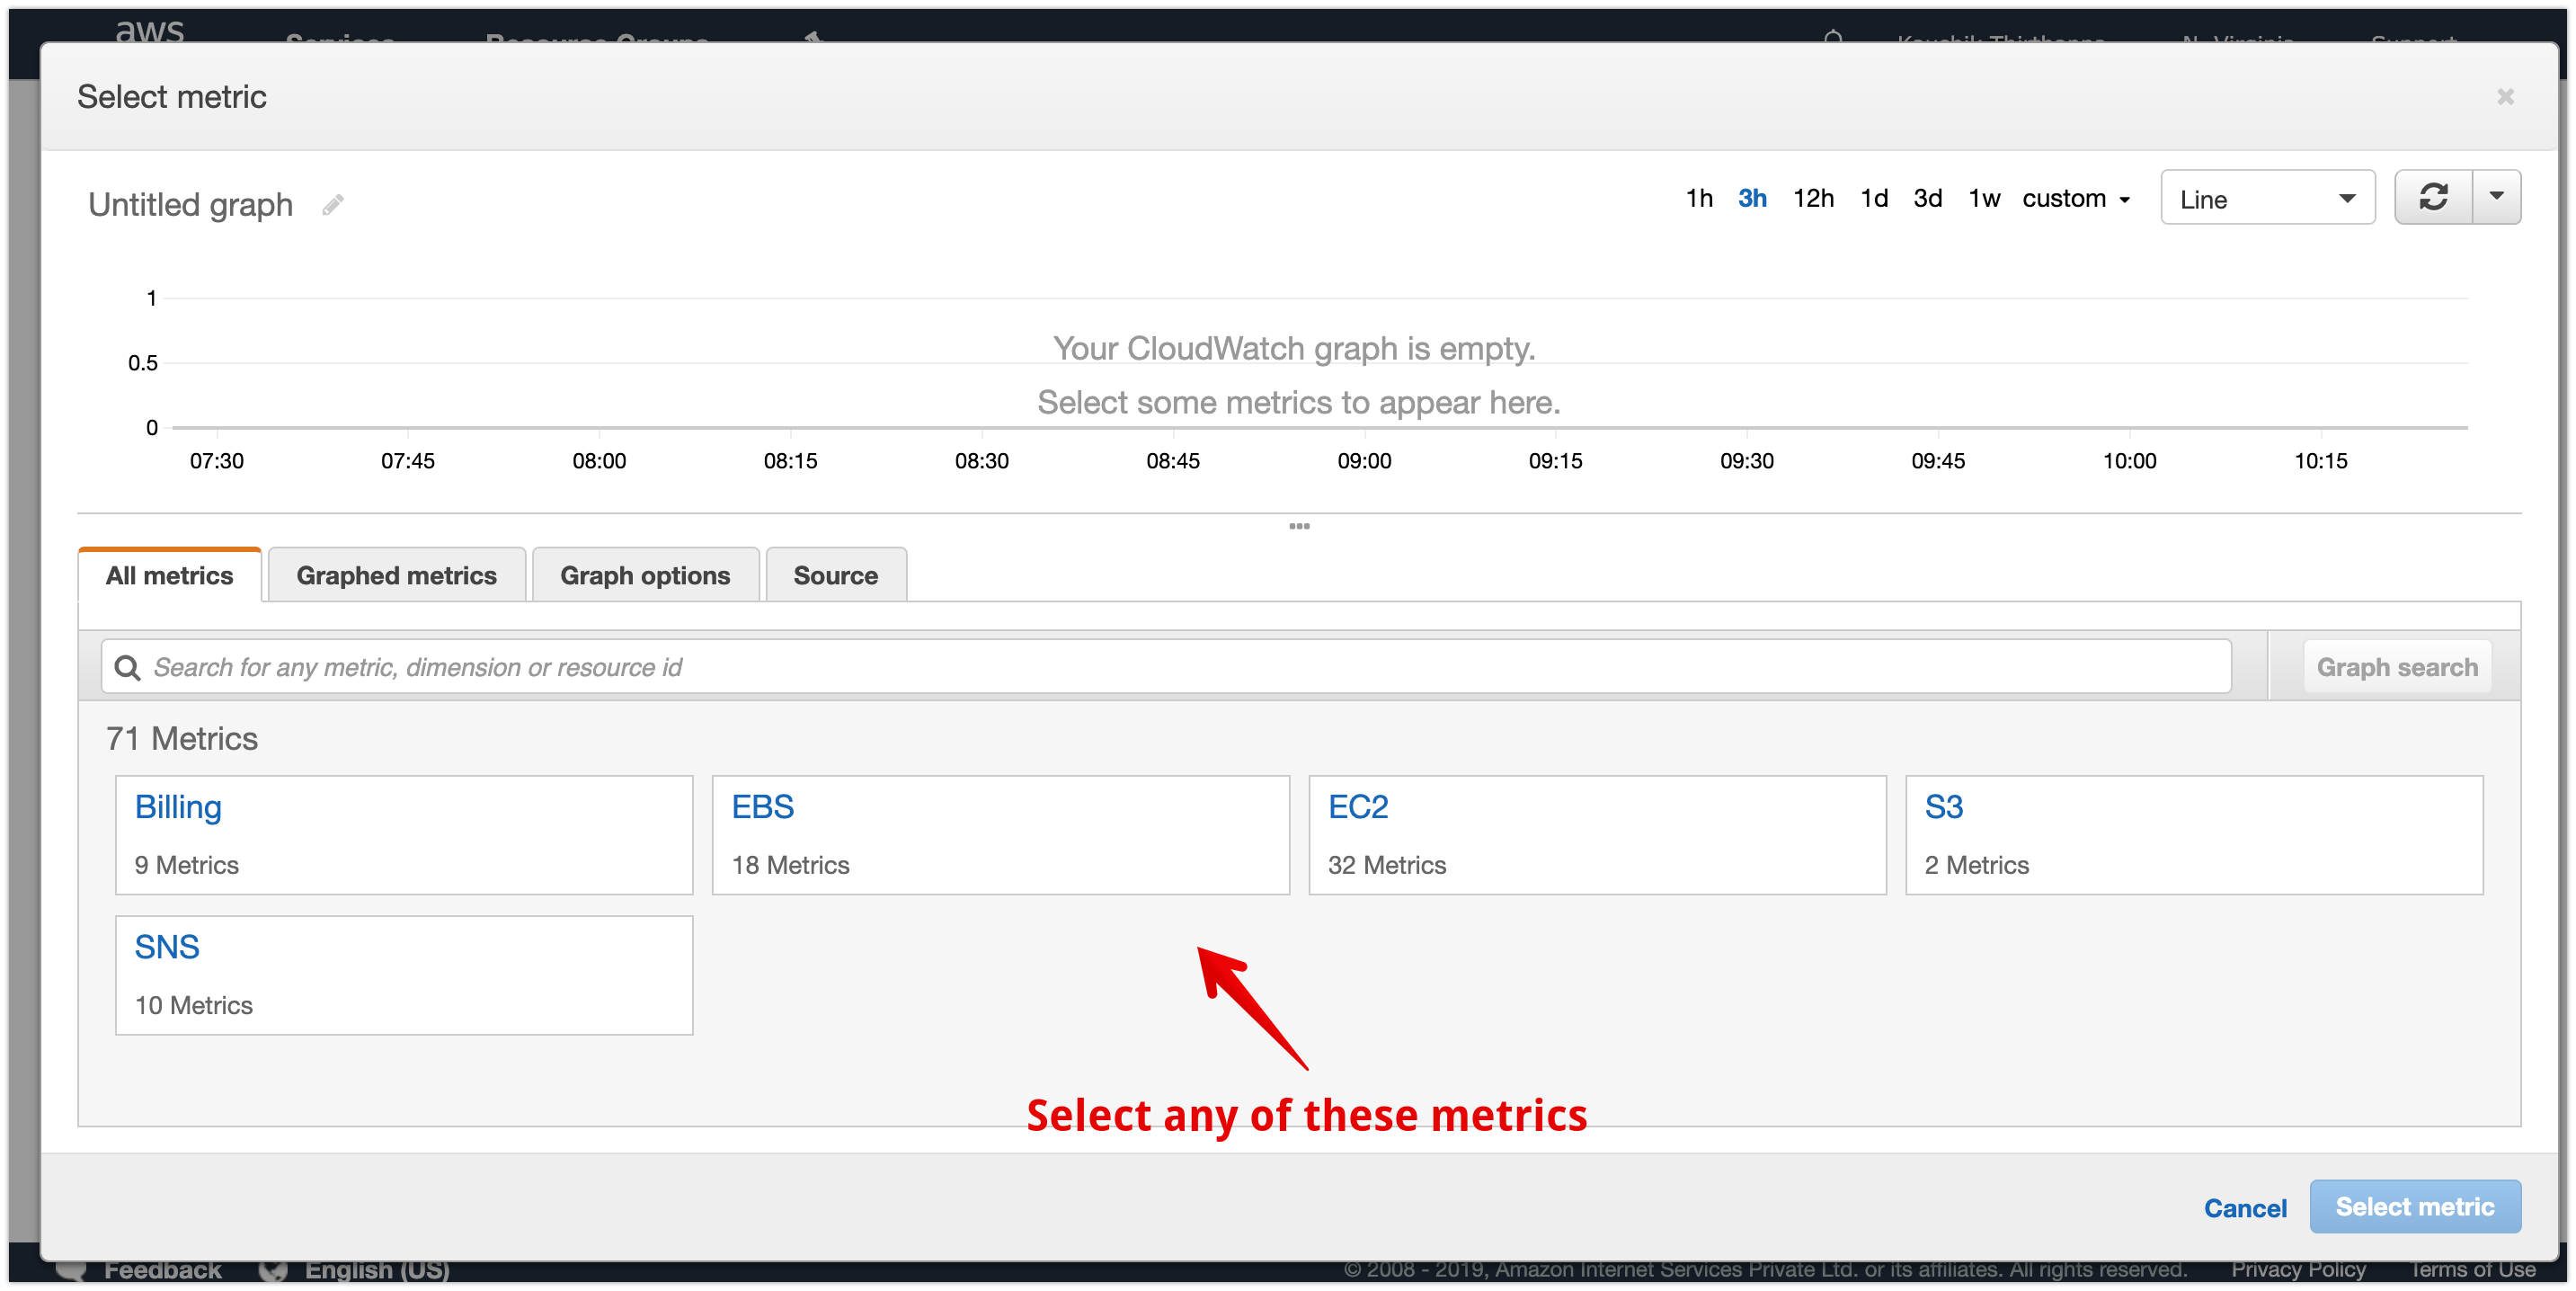 aws Services Resource Groups Kaushik Thirthappa N. Virginia Support
Select metric
Untitled graph
1h 3h 12h 1d 3d 1w custom Line
1
0.5
0
Your CloudWatch graph is empty.
Select some metrics to appear here.
07:30 07:45 08:00 08:15 08:30 08:45 09:00 09:15 09:30 09:45 10:00 10:15
All metrics Graphed metrics Graph options Source
Search for any metric, dimension or resource id Graph search
71 Metrics
Billing EBS EC2 S3
9 Metrics 18 Metrics 32 Metrics 2 Metrics
SNS
10 Metrics
Select any of these metrics
Cancel Select metric
Feedback English (US) © 2008 - 2019, Amazon Internet Services Private Ltd. or its affiliates. All rights reserved. Privacy Policy Terms of Use